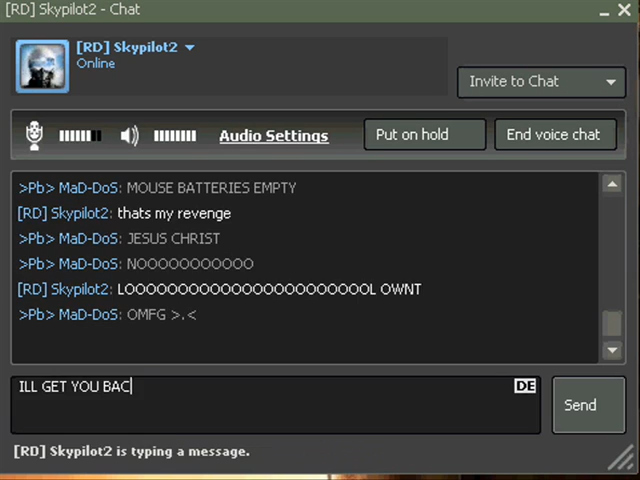 [RD] Skypilot2 - Chat
[RD] Skypilot2
Online
Invite to Chat
Audio Settings
Put on hold
End voice chat
>Pb> MaD-DoS: MOUSE BATTERIES EMPTY
[RD] Skypilot2: thats my revenge
>Pb> MaD-DoS: JESUS CHRIST
>Pb> MaD-DoS: NOOOOOOOOOOO
[RD] Skypilot2: LOOOOOOOOOOOOOOOOOOOOOOOL OWNT
>Pb> MaD-DoS: OMFG >.<
ILL GET YOU BAC
DE
Send
[RD] Skypilot2 is typing a message.